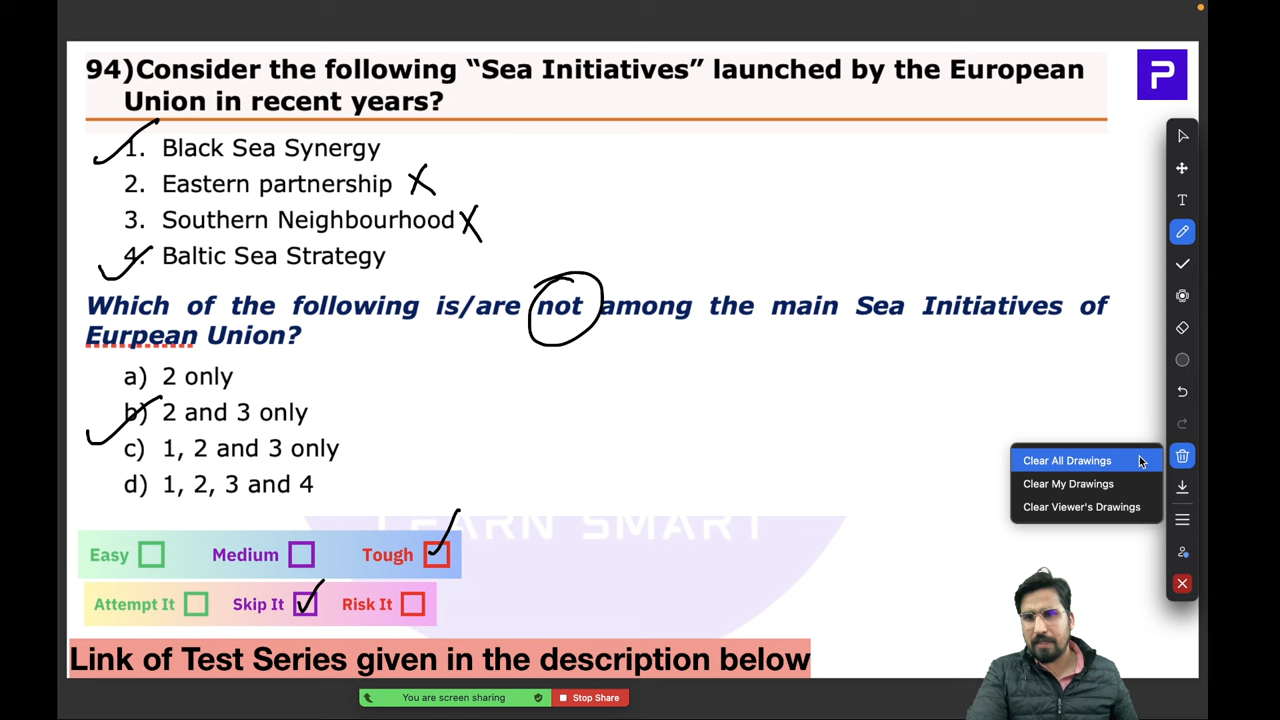 94)Consider the following “Sea Initiatives” launched by the European
Union in recent years?
1. Black Sea Synergy
2. Eastern partnership
3. Southern Neighbourhood
4. Baltic Sea Strategy
Which of the following is/are not among the main Sea Initiatives of
Eurpean Union?
a) 2 only
b) 2 and 3 only
c) 1, 2 and 3 only
d) 1, 2, 3 and 4
LEARN SMART
Easy Medium Tough
Attempt It Skip It Risk It
Link of Test Series given in the description below
Clear All Drawings
Clear My Drawings
Clear Viewer's Drawings
You are screen sharing Stop Share
P
T